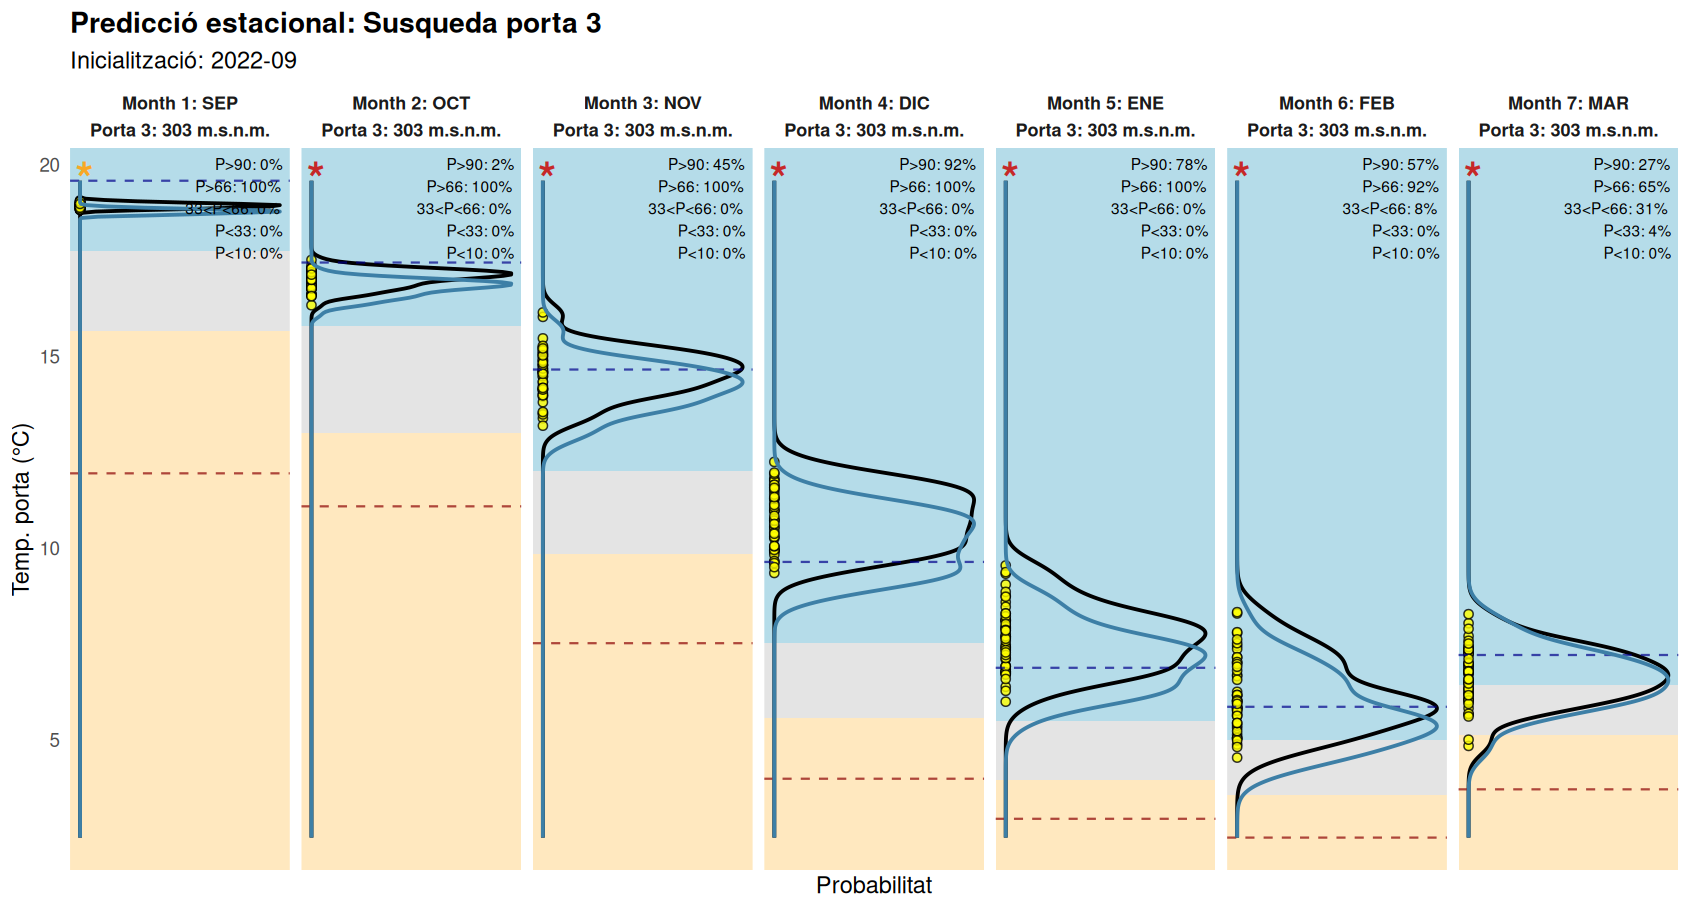 Predicció estacional: Susqueda porta 3
Inicialització: 2022-09
Month 1: SEP
Porta 3: 303 m.s.n.m.
Month 2: OCT
Porta 3: 303 m.s.n.m.
Month 3: NOV
Porta 3: 303 m.s.n.m.
Month 4: DIC
Porta 3: 303 m.s.n.m.
Month 5: ENE
Porta 3: 303 m.s.n.m.
Month 6: FEB
Porta 3: 303 m.s.n.m.
Month 7: MAR
Porta 3: 303 m.s.n.m.
Temp. porta (°C)
20
15
10
5
*
P>90: 0%
P>66: 100%
33<P<66: 0%
P<33: 0%
P<10: 0%
*
P>90: 2%
P>66: 100%
33<P<66: 0%
P<33: 0%
P<10: 0%
*
P>90: 45%
P>66: 100%
33<P<66: 0%
P<33: 0%
P<10: 0%
*
P>90: 92%
P>66: 100%
33<P<66: 0%
P<33: 0%
P<10: 0%
*
P>90: 78%
P>66: 100%
33<P<66: 0%
P<33: 0%
P<10: 0%
*
P>90: 57%
P>66: 92%
33<P<66: 8%
P<33: 0%
P<10: 0%
*
P>90: 27%
P>66: 65%
33<P<66: 31%
P<33: 4%
P<10: 0%
Probabilitat